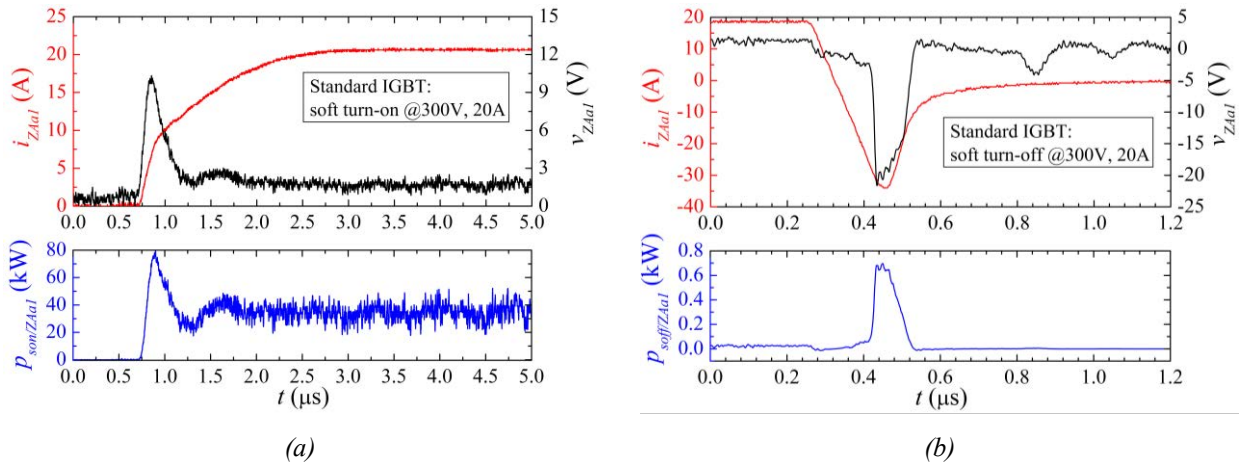 25
20
15
10
5
0
i_ZAa1 (A)
15
12
9
6
3
0
v_ZAa1 (V)
Standard IGBT:
soft turn-on @300V, 20A
0.0 0.5 1.0 1.5 2.0 2.5 3.0 3.5 4.0 4.5 5.0
80
60
40
20
0
p_son/ZAa1 (kW)
0.0 0.5 1.0 1.5 2.0 2.5 3.0 3.5 4.0 4.5 5.0
t (μs)
(a)
20
10
0
-10
-20
-30
-40
i_ZAa1 (A)
5
0
-5
-10
-15
-20
-25
v_ZAa1 (V)
Standard IGBT:
soft turn-off @300V, 20A
0.0 0.2 0.4 0.6 0.8 1.0 1.2
0.8
0.6
0.4
0.2
0.0
p_soff/ZAa1 (kW)
0.0 0.2 0.4 0.6 0.8 1.0 1.2
t (μs)
(b)